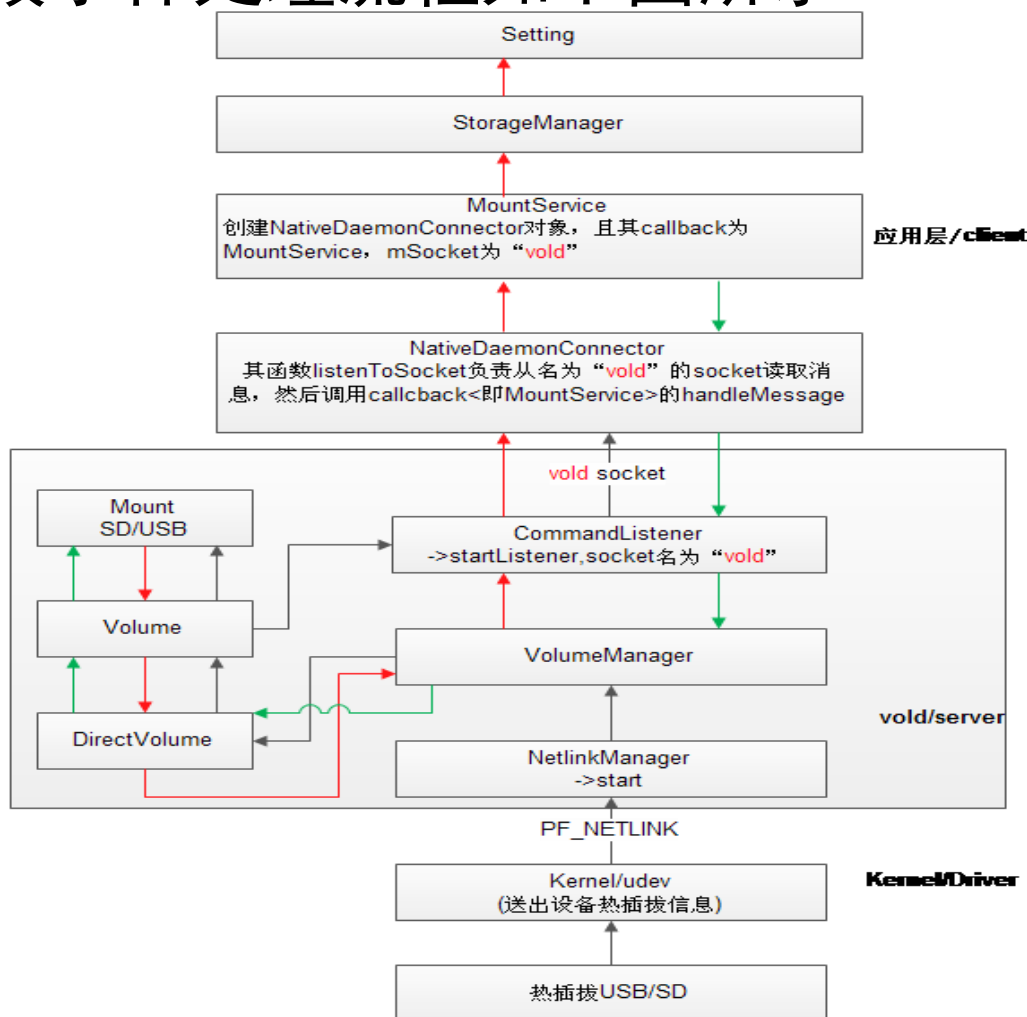 Setting
StorageManager
MountService
创建NativeDaemonConnector对象，且其callback为
MountService，mSocket为“vold”
应用层/client
NativeDaemonConnector
其函数listenToSocket负责从名为“vold”的socket读取消
息，然后调用callcback<即MountService>的handleMessage
vold socket
Mount
SD/USB
CommandListener
->startListener,socket名为“vold”
Volume
VolumeManager
DirectVolume
vold/server
NetlinkManager
->start
PF_NETLINK
Kernel/udev
(送出设备热插拨信息)
Kernel/Driver
热插拨USB/SD